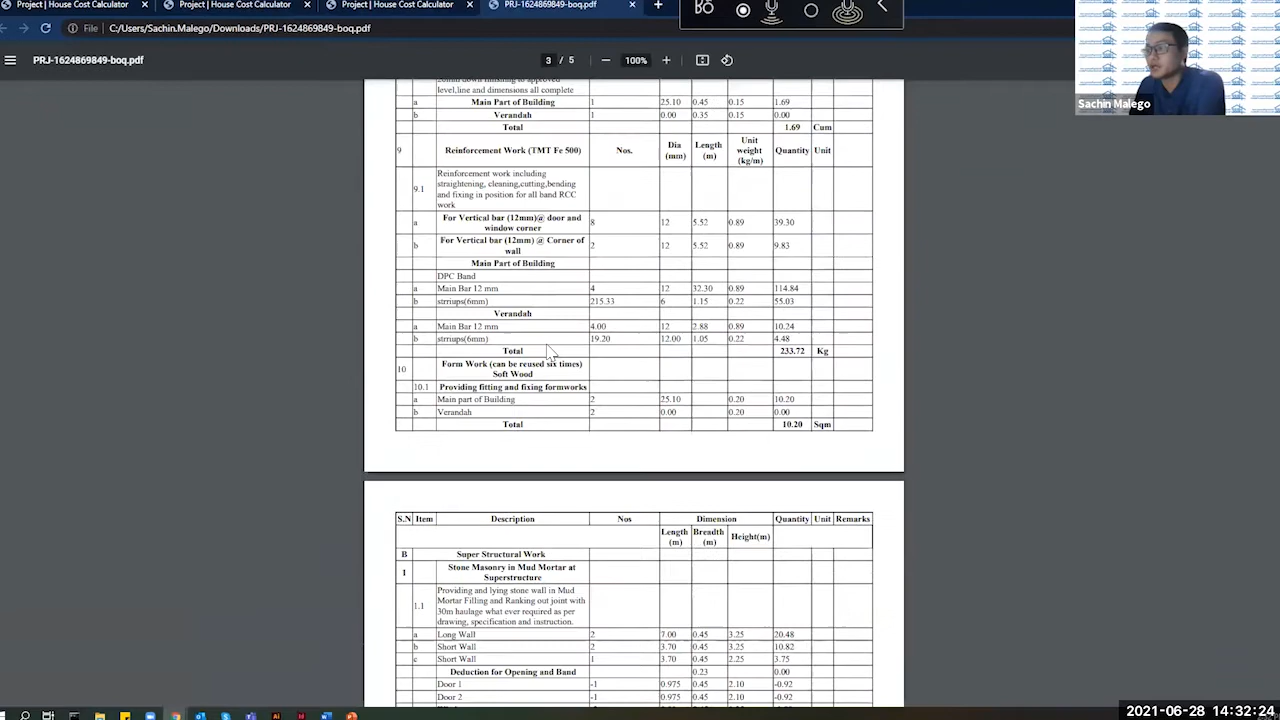 Project | House Cost Calculator × Project | House Cost Calculator Project | House Cost
File C:/Users/Sachin.Malego/Downloads/PRJ-1624869849-boq.pdf
PRJ-1624869849-boq.pdf / 5
Sachin Malego
level,line and dimensions all complete
a Main Part of Building 1 25.10 0.45 0.15 1.69
b Verandah 1 0.00 0.35 0.15 0.00
Total 1.69 Cum
9 Reinforcement Work (TMT Fe 500) Nos. Dia (mm) Length (m) Unit weight (kg/m) Quantity Unit
9.1 Reinforcement work including
straightening, cleaning,cutting,bending
and fixing in position for all band RCC
work
a For Vertical bar (12mm)@ door and window corner 8 12 5.52 0.89 39.30
b For Vertical bar (12mm) @ Corner of wall 2 12 5.52 0.89 9.83
Main Part of Building
DPC Band
a Main Bar 12 mm 4 12 32.30 0.89 114.84
b strriups(6mm) 215.33 6 1.15 0.22 55.03
Verandah
a Main Bar 12 mm 4.00 12 2.88 0.89 10.24
b strriups(6mm) 19.20 12.00 1.05 0.22 4.48
Total 233.72 Kg
10 Form Work (can be reused six times) Soft Wood
10.1 Providing fitting and fixing formworks
a Main part of Building 2 25.10 0.20 10.20
b Verandah 2 0.00 0.20 0.00
Total 10.20 Sqm
S.N Item Description Nos Dimension Quantity Unit Remarks
Length (m) Breadth (m) Height(m)
B Super Structural Work
I Stone Masonry in Mud Mortar at Superstructure
1.1 Providing and lying stone wall in Mud
Mortar Filling and Ranking out joint with
30m haulage what ever required as per
drawing, specification and instruction.
a Long Wall 2 7.00 0.45 3.25 20.48
b Short Wall 2 3.70 0.45 3.25 10.82
c Short Wall 1 3.70 0.45 2.25 3.75
Deduction for Opening and Band 0.23 0.00
Door 1 -1 0.975 0.45 2.10 -0.92
Door 2 -1 0.975 0.45 2.10 -0.92
2021-06-28 14:32:24